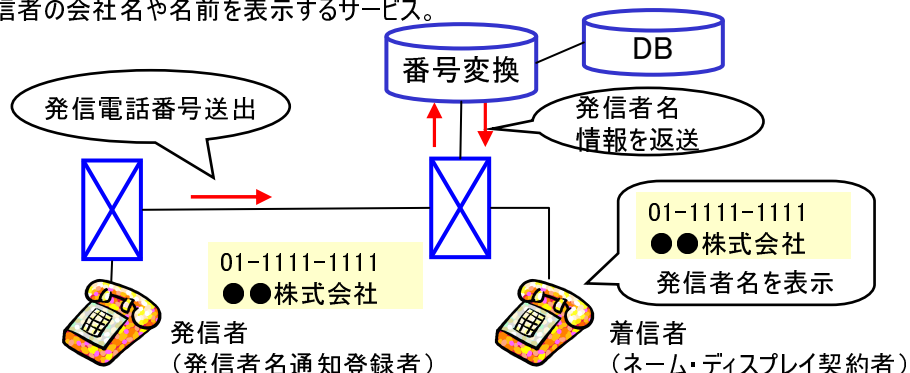 信者の会社名や名前を表示するサービス。
DB
番号変換
発信電話番号送出
発信者名
情報を返送
01-1111-1111
●●株式会社
発信者名を表示
01-1111-1111
●●株式会社
発信者
（発信者名通知登録者）
着信者
（ネーム・ディスプレイ契約者）